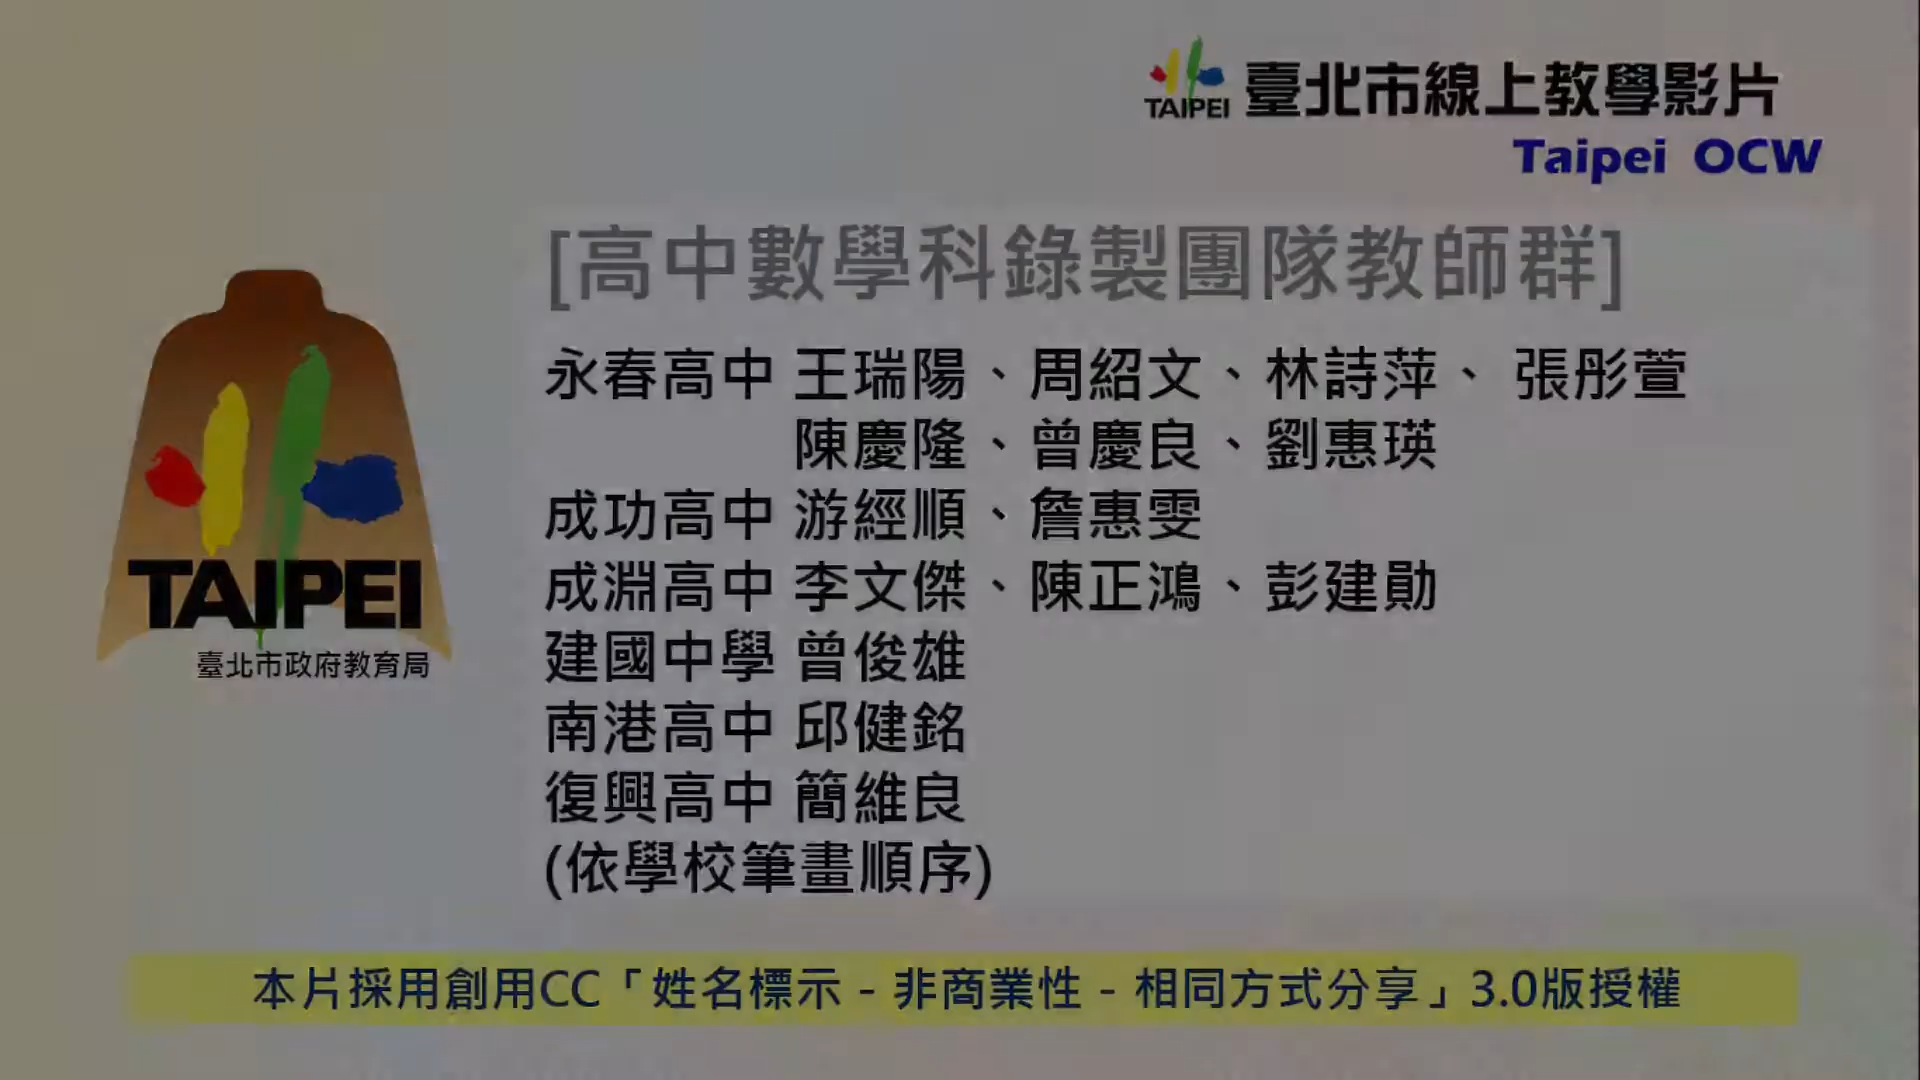 TAIPEI 臺北市線上教學影片
Taipei OCW
[高中數學科錄製團隊教師群]
永春高中 王瑞陽、周紹文、林詩萍、 張彤萱
陳慶隆、曾慶良、劉惠瑛
成功高中 游經順、詹惠雯
成淵高中 李文傑、陳正鴻、彭建勛
建國中學 曾俊雄
南港高中 邱健銘
復興高中 簡維良
(依學校筆畫順序)
TAIPEI
臺北市政府教育局
本片採用創用CC「姓名標示 - 非商業性 - 相同方式分享」3.0版授權